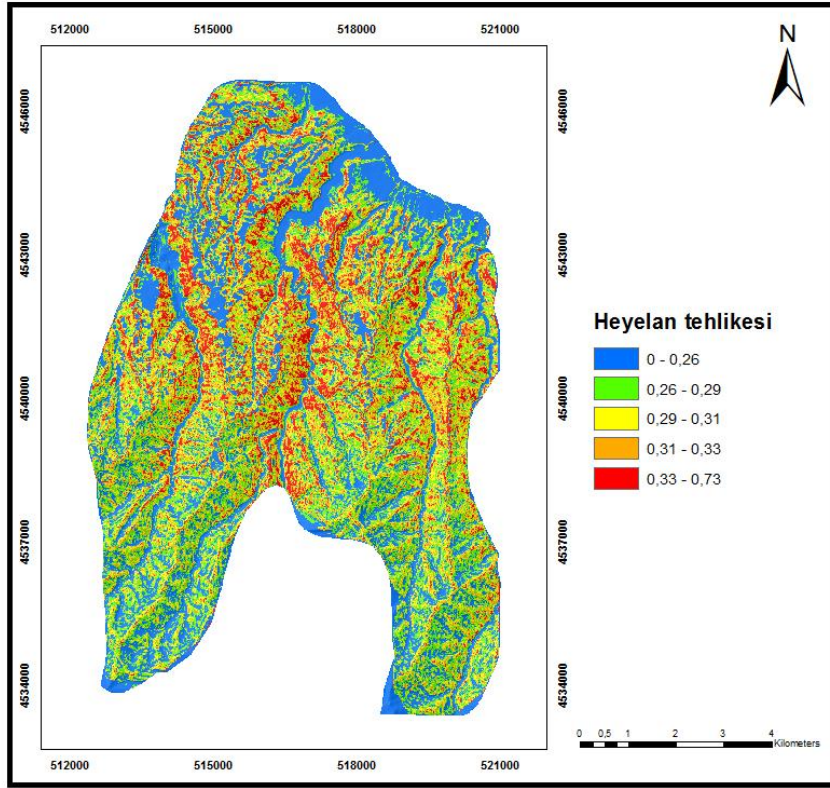 512000 515000 518000 521000
N
4546000 4546000
4543000 4543000
Heyelan tehlikesi
0 - 0,26
0,26 - 0,29
0,29 - 0,31
0,31 - 0,33
0,33 - 0,73
4540000 4540000
4537000 4537000
4534000 4534000
0 0,5 1 2 3 4
Kilometers
512000 515000 518000 521000